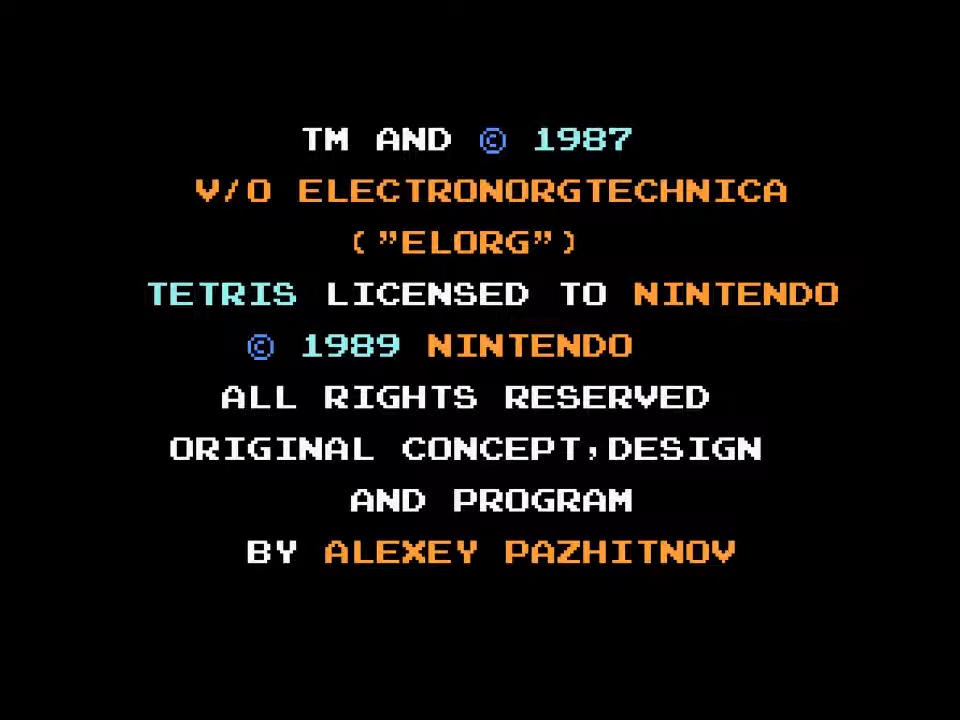 TM AND © 1987
V/O ELECTRONORGTECHNICA
("ELORG")
TETRIS LICENSED TO NINTENDO
© 1989 NINTENDO
ALL RIGHTS RESERVED
ORIGINAL CONCEPT,DESIGN
AND PROGRAM
BY ALEXEY PAZHITNOV